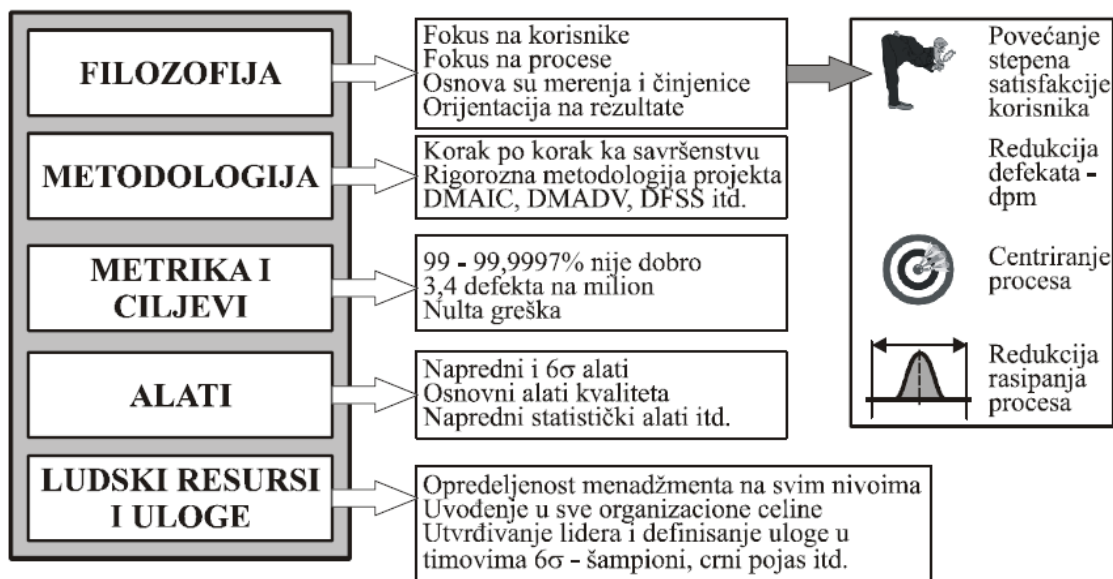 FILOZOFIJA
Fokus na korisnike
Fokus na procese
Osnova su merenja i činjenice
Orijentacija na rezultate
METODOLOGIJA
Korak po korak ka savršenstvu
Rigorozna metodologija projekta
DMAIC, DMADV, DFSS itd.
METRIKA I
CILJEVI
99 - 99,9997% nije dobro
3,4 defekta na milion
Nulta greška
ALATI
Napredni i 6σ alati
Osnovni alati kvaliteta
Napredni statistički alati itd.
LUDSKI RESURSI
I ULOGE
Opredeljenost menadžmenta na svim nivoima
Uvođenje u sve organizacione celine
Utvrđivanje lidera i definisanje uloge u
timovima 6σ - šampioni, crni pojas itd.
Povećanje
stepena
satisfakcije
korisnika
Redukcija
defekata -
dpm
Centriranje
procesa
Redukcija
rasipanja
procesa